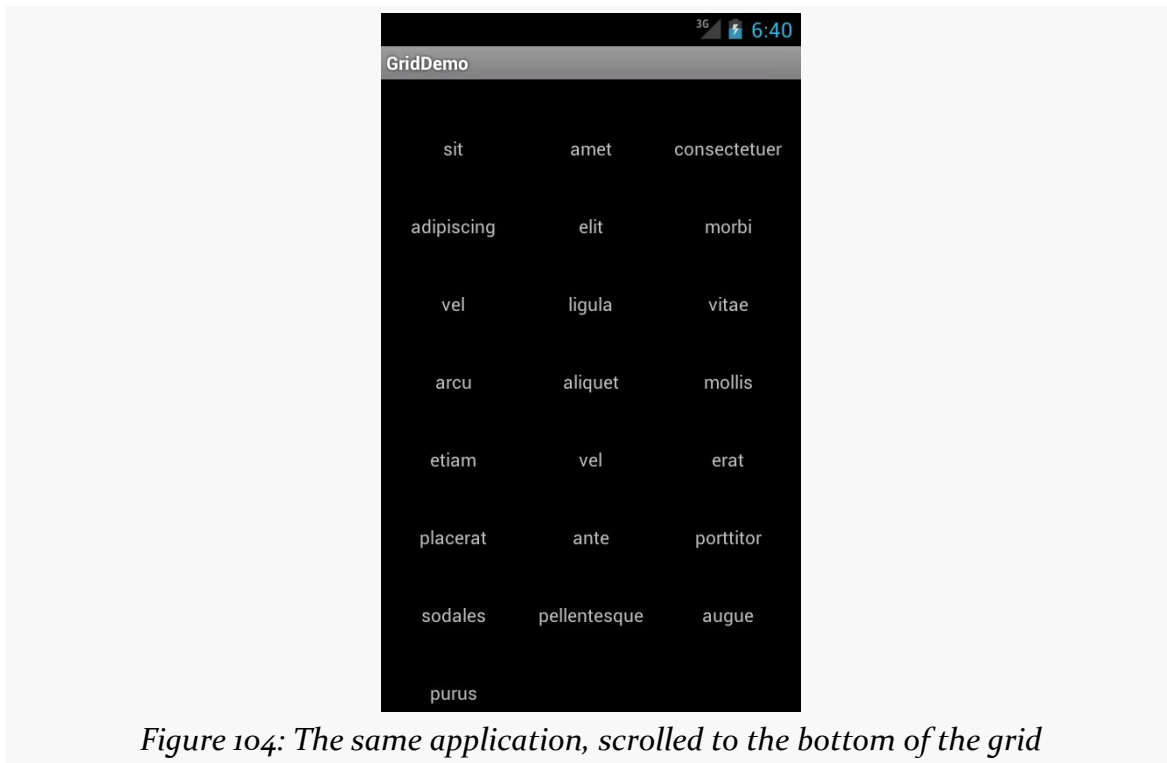 3G 6:40
GridDemo
sit amet consectetuer
adipiscing elit morbi
vel ligula vitae
arcu aliquet mollis
etiam vel erat
placerat ante porttitor
sodales pellentesque augue
purus
Figure 104: The same application, scrolled to the bottom of the grid